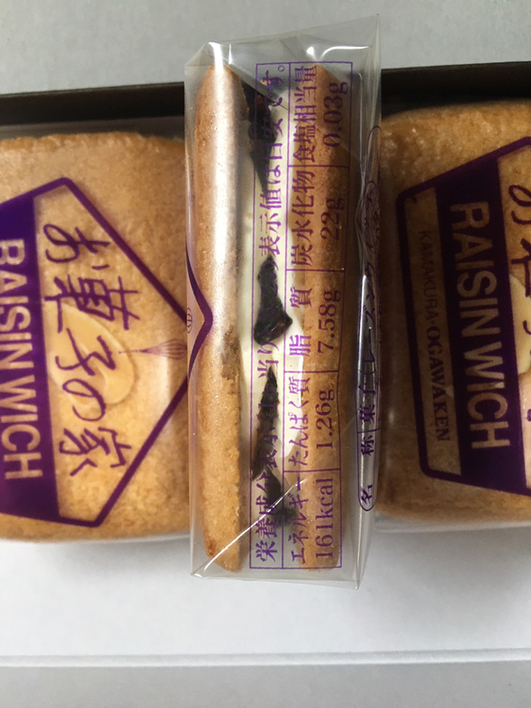 お菓子の家
RAISIN WICH
栄養成分表示
当り
表示値は目安です。
エネルギー たんぱく質 脂質 炭水化物 食塩相当量
161kcal 1.26g 7.58g 22g 0.03g
名称
RAISIN WICH
KAMAKURA・OGAWAKEN